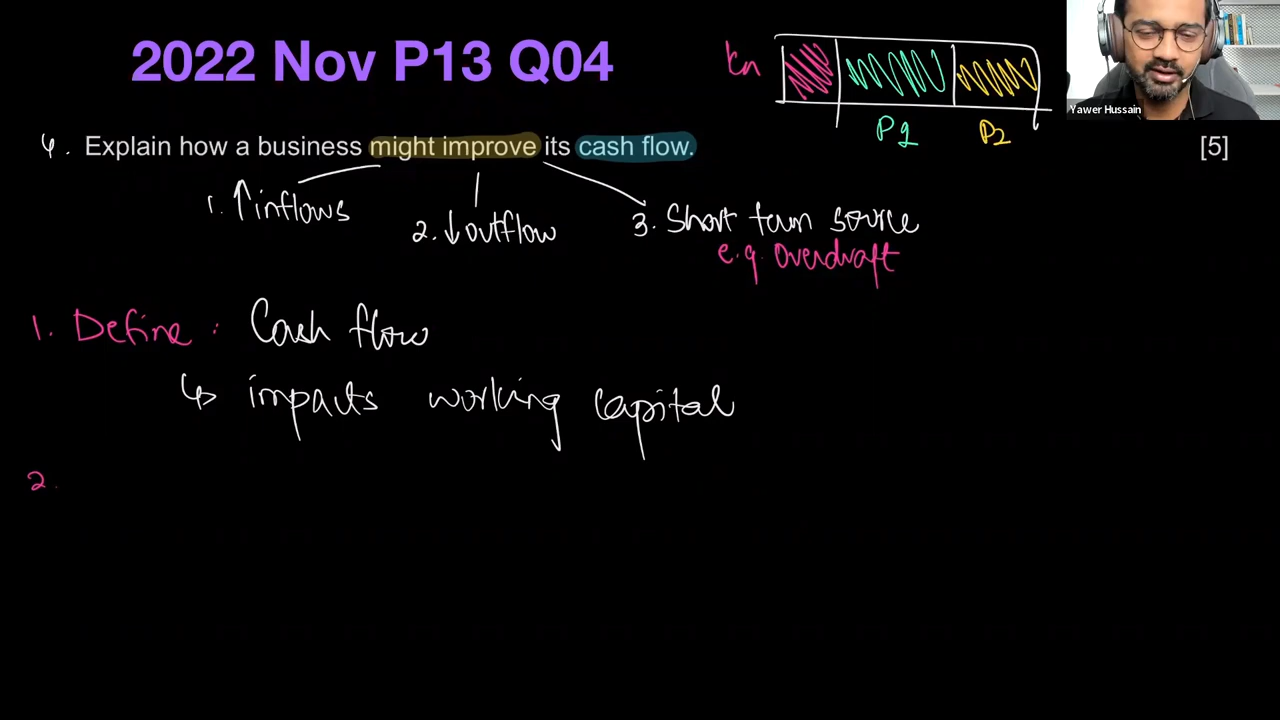 2022 Nov P13 Q04
Kn
P1
P2
Yawer Hussain
4. Explain how a business might improve its cash flow. [5]
1. ↑ inflows
2. ↓ outflow
3. Short term source
e.g. Overdraft
1. Define : Cash flow
↳ impacts working capital
2.